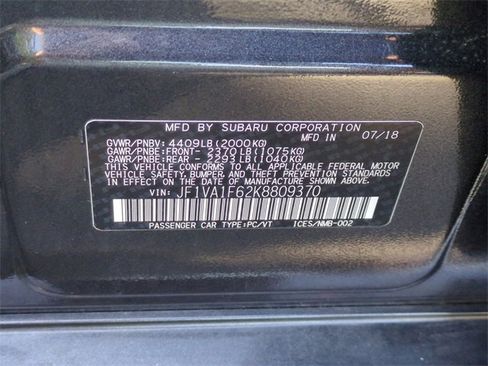 MFD BY SUBARU CORPORATION
GVWR/PNBV: 4409LB(2000KG) MFD IN 07/18
GAWR/PNBE:FRONT- 2370LB(1075KG)
GAWR/PNBE:REAR - 2293LB(1040KG)
THIS VEHICLE CONFORMS TO ALL APPLICABLE FEDERAL MOTOR
VEHICLE SAFETY, BUMPER, AND THEFT PREVENTION STANDARDS
IN EFFECT ON THE DATE OF MANUFACTURE SHOWN ABOVE.
VIN: JF1VA1F62K8809370
PASSENGER CAR TYPE:PC/VT ICES/NMB-002